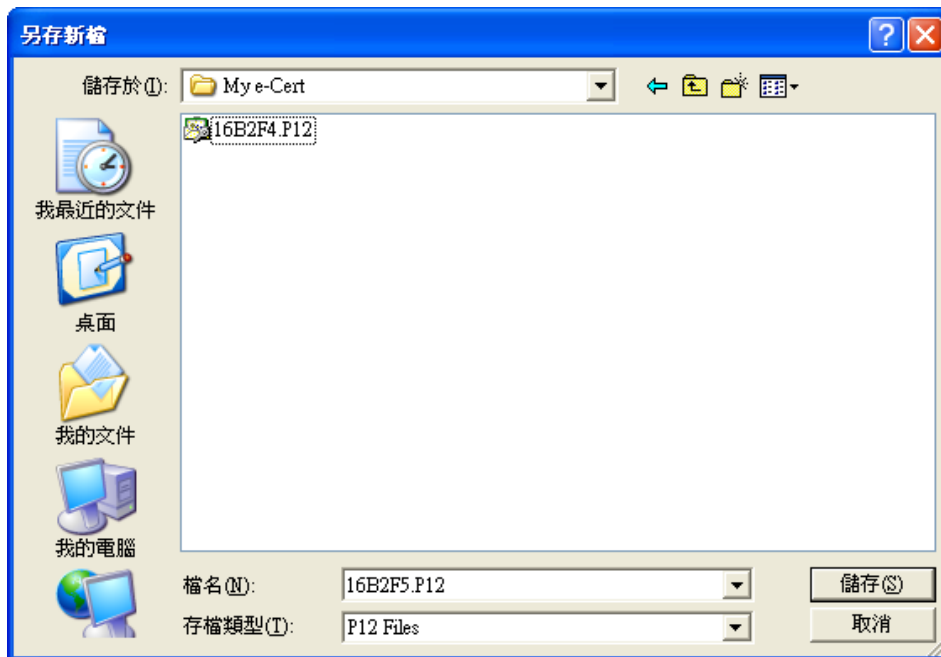 另存新檔
儲存於(I): My e-Cert
16B2F4.P12
我最近的文件
桌面
我的文件
我的電腦
檔名(N): 16B2F5.P12 儲存(S)
存檔類型(T): P12 Files 取消